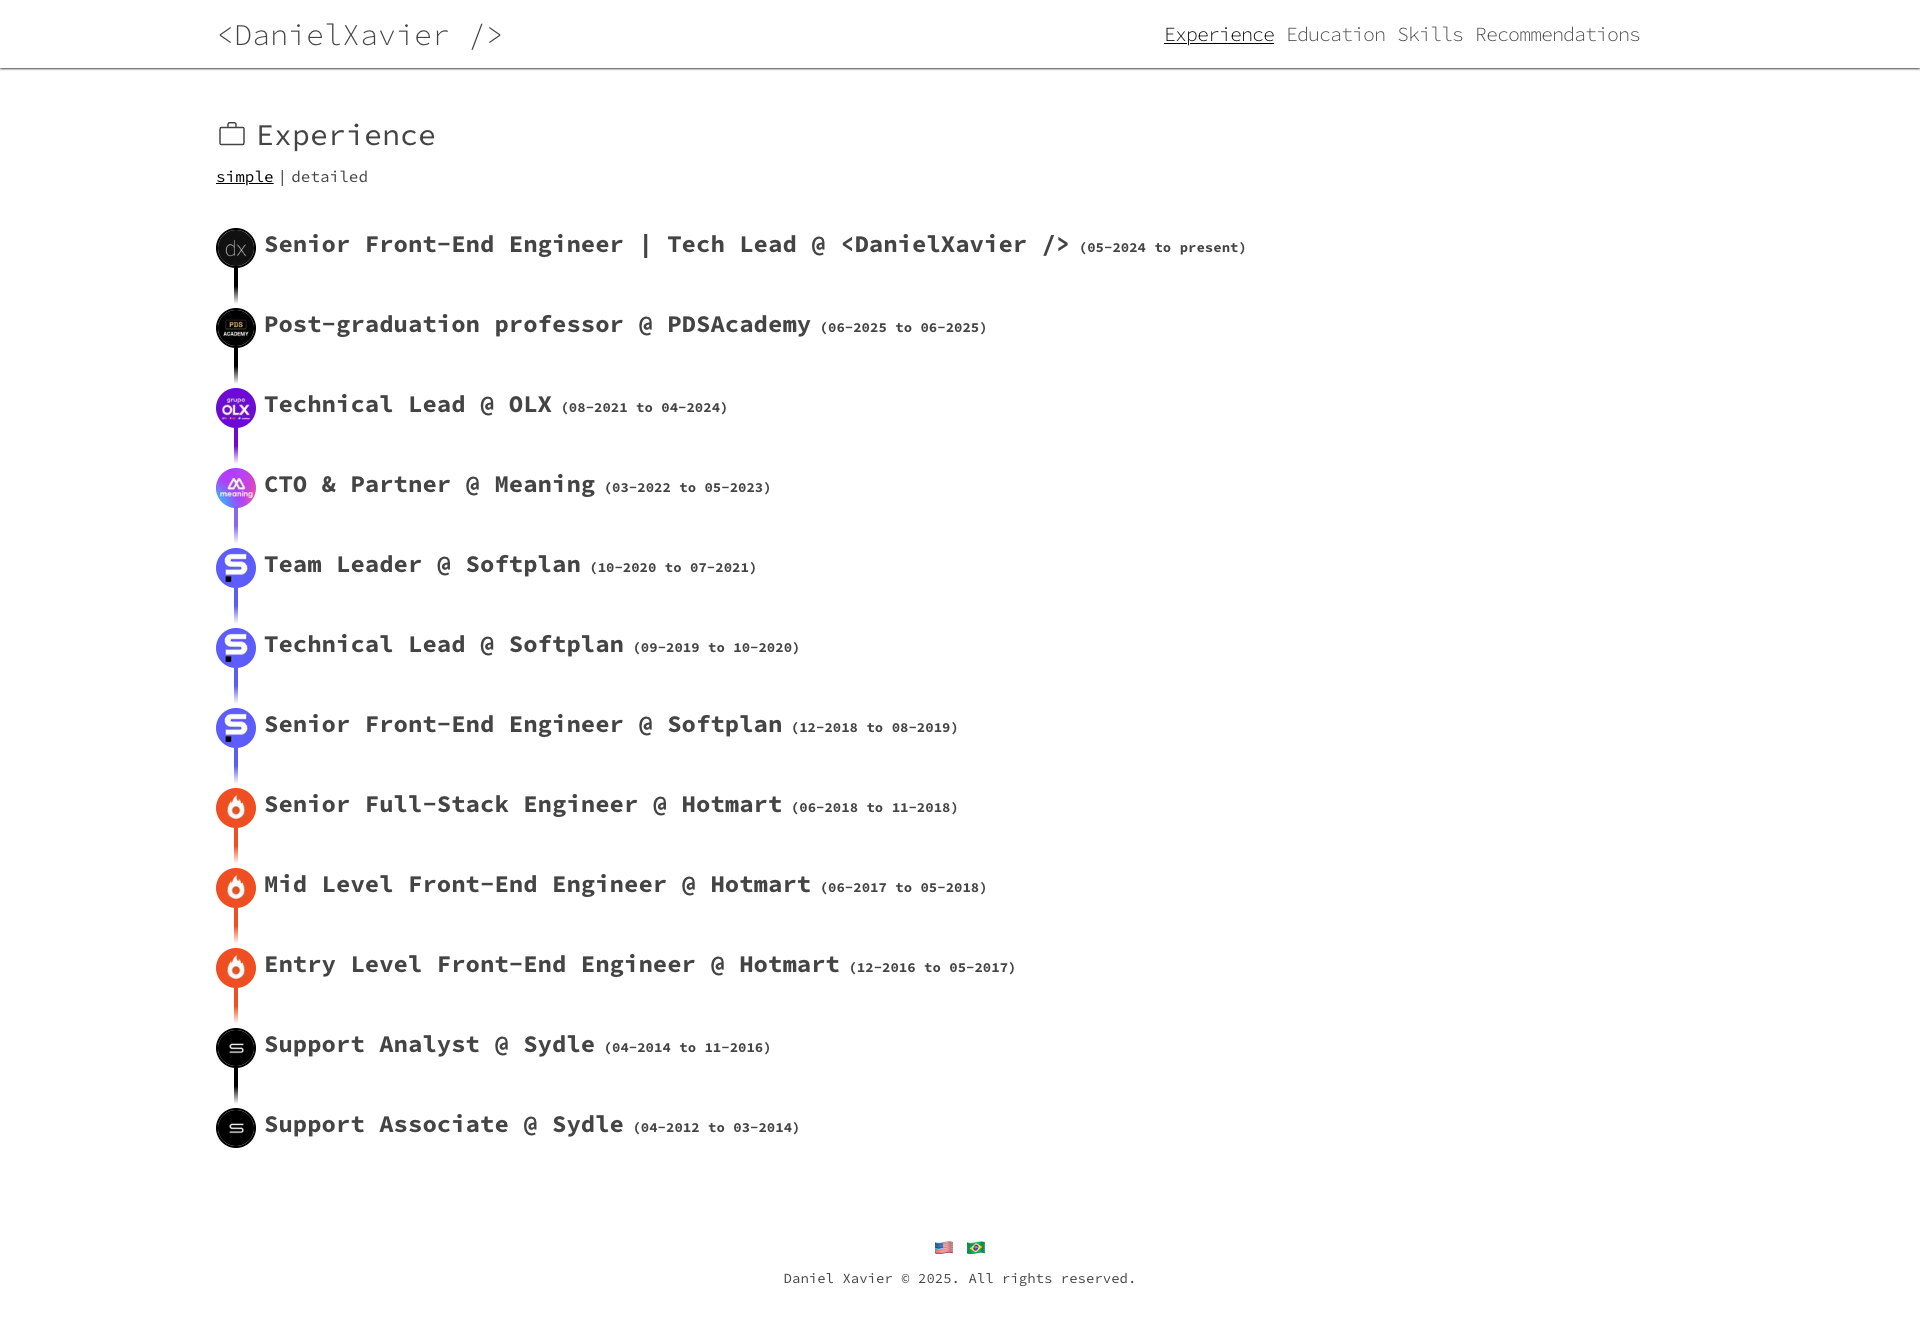 <DanielXavier />
Experience Education Skills Recommendations
Experience
simple | detailed
dx
Senior Front-End Engineer | Tech Lead @ <DanielXavier /> (05-2024 to present)
PDS
ACADEMY
Post-graduation professor @ PDSAcademy (06-2025 to 06-2025)
grupo
OLX
Technical Lead @ OLX (08-2021 to 04-2024)
meaning
CTO & Partner @ Meaning (03-2022 to 05-2023)
Team Leader @ Softplan (10-2020 to 07-2021)
Technical Lead @ Softplan (09-2019 to 10-2020)
Senior Front-End Engineer @ Softplan (12-2018 to 08-2019)
Senior Full-Stack Engineer @ Hotmart (06-2018 to 11-2018)
Mid Level Front-End Engineer @ Hotmart (06-2017 to 05-2018)
Entry Level Front-End Engineer @ Hotmart (12-2016 to 05-2017)
Support Analyst @ Sydle (04-2014 to 11-2016)
Support Associate @ Sydle (04-2012 to 03-2014)
Daniel Xavier © 2025. All rights reserved.